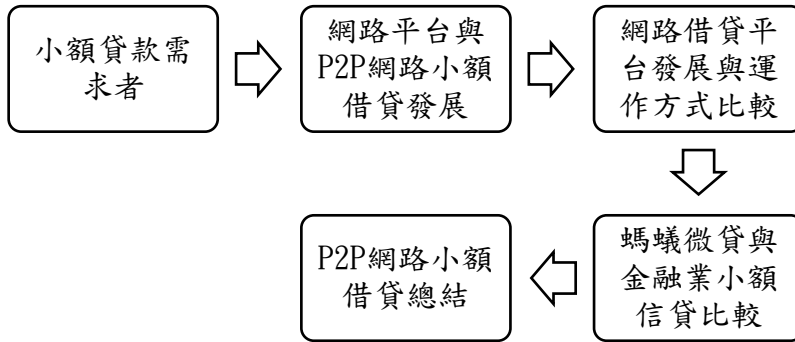 小額貸款需
求者
網路平台與
P2P網路小額
借貸發展
網路借貸平
台發展與運
作方式比較
螞蟻微貸與
金融業小額
信貸比較
P2P網路小額
借貸總結